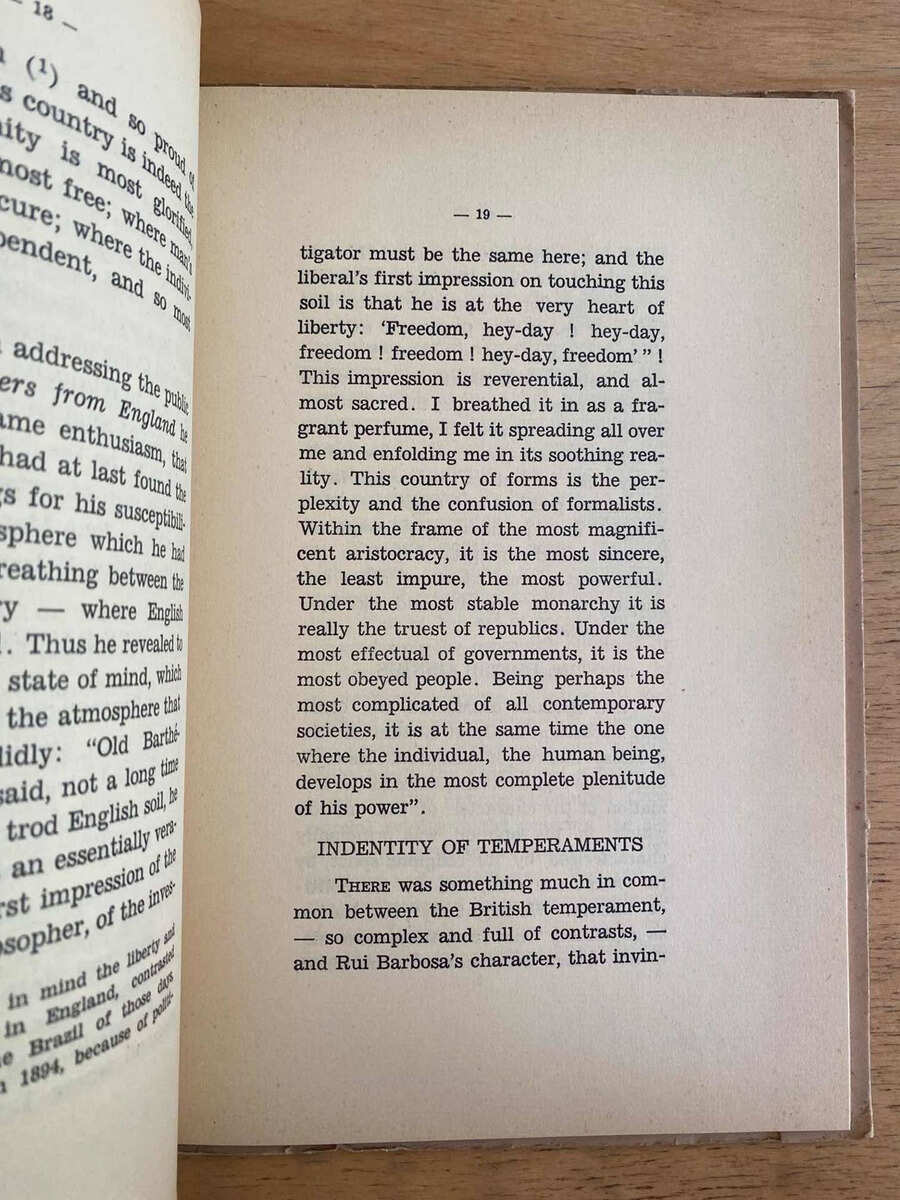 — 18 —
(¹) and so proud of
s country is indeed the
ity is most glorified,
most free; where man's
cure; where the indivi-
pendent, and so most
addressing the public
ers from England he
ame enthusiasm, that
had at last found the
gs for his susceptibili-
sphere which he had
reathing between the
ry — where English
. Thus he revealed to
state of mind, which
the atmosphere that
lidly: "Old Barthé-
said, not a long time
trod English soil, he
an essentially vera-
rst impression of the
osopher, of the inves-
in mind the liberty and
in England, contrasted
e Brazil of those days
n 1894, because of politi-
— 19 —
tigator must be the same here; and the
liberal's first impression on touching this
soil is that he is at the very heart of
liberty: 'Freedom, hey-day ! hey-day,
freedom ! freedom ! hey-day, freedom' " !
This impression is reverential, and al-
most sacred. I breathed it in as a fra-
grant perfume, I felt it spreading all over
me and enfolding me in its soothing rea-
lity. This country of forms is the per-
plexity and the confusion of formalists.
Within the frame of the most magnifi-
cent aristocracy, it is the most sincere,
the least impure, the most powerful.
Under the most stable monarchy it is
really the truest of republics. Under the
most effectual of governments, it is the
most obeyed people. Being perhaps the
most complicated of all contemporary
societies, it is at the same time the one
where the individual, the human being,
develops in the most complete plenitude
of his power".
INDENTITY OF TEMPERAMENTS
THERE was something much in com-
mon between the British temperament,
— so complex and full of contrasts, —
and Rui Barbosa's character, that invin-